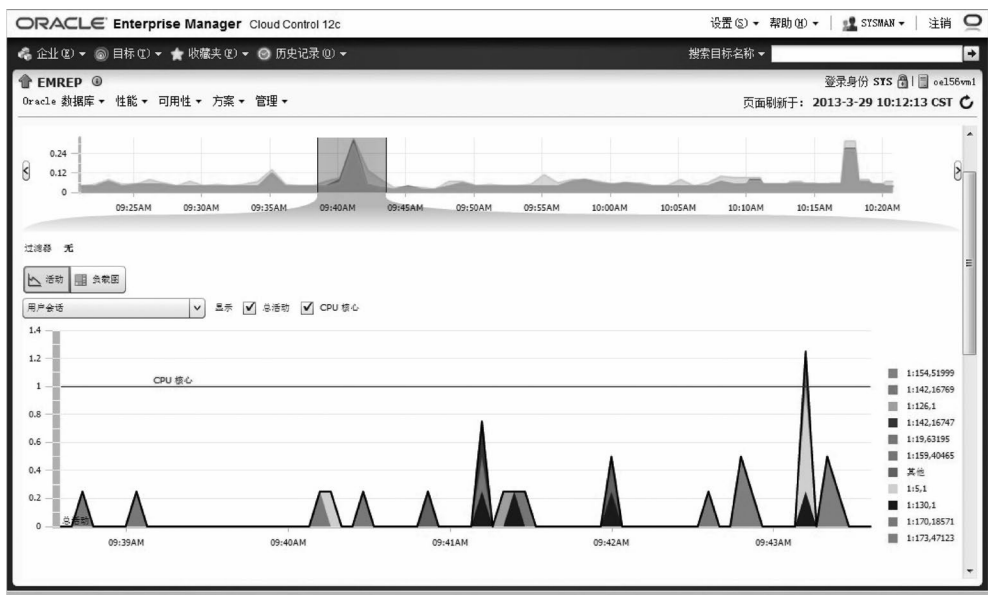 ORACLE Enterprise Manager Cloud Control 12c
设置(S) 帮助(H) SYSMAN 注销
企业(E) 目标(T) 收藏夹(F) 历史记录(O)
搜索目标名称
EMREP
登录身份 SYS oel56vm1
Oracle 数据库 性能 可用性 方案 管理
页面刷新于: 2013-3-29 10:12:13 CST
0.24
0.12
0
09:25AM 09:30AM 09:35AM 09:40AM 09:45AM 09:50AM 09:55AM 10:00AM 10:05AM 10:10AM 10:15AM 10:20AM
过滤器 无
活动 负载图
用户会话 显示 总活动 CPU 核心
1.4
1.2
1
0.8
0.6
0.4
0.2
0
CPU 核心
总活动
09:39AM 09:40AM 09:41AM 09:42AM 09:43AM
1:154,51999
1:142,16769
1:126,1
1:142,16747
1:19,63195
1:159,40465
其他
1:5,1
1:130,1
1:170,18571
1:173,47123